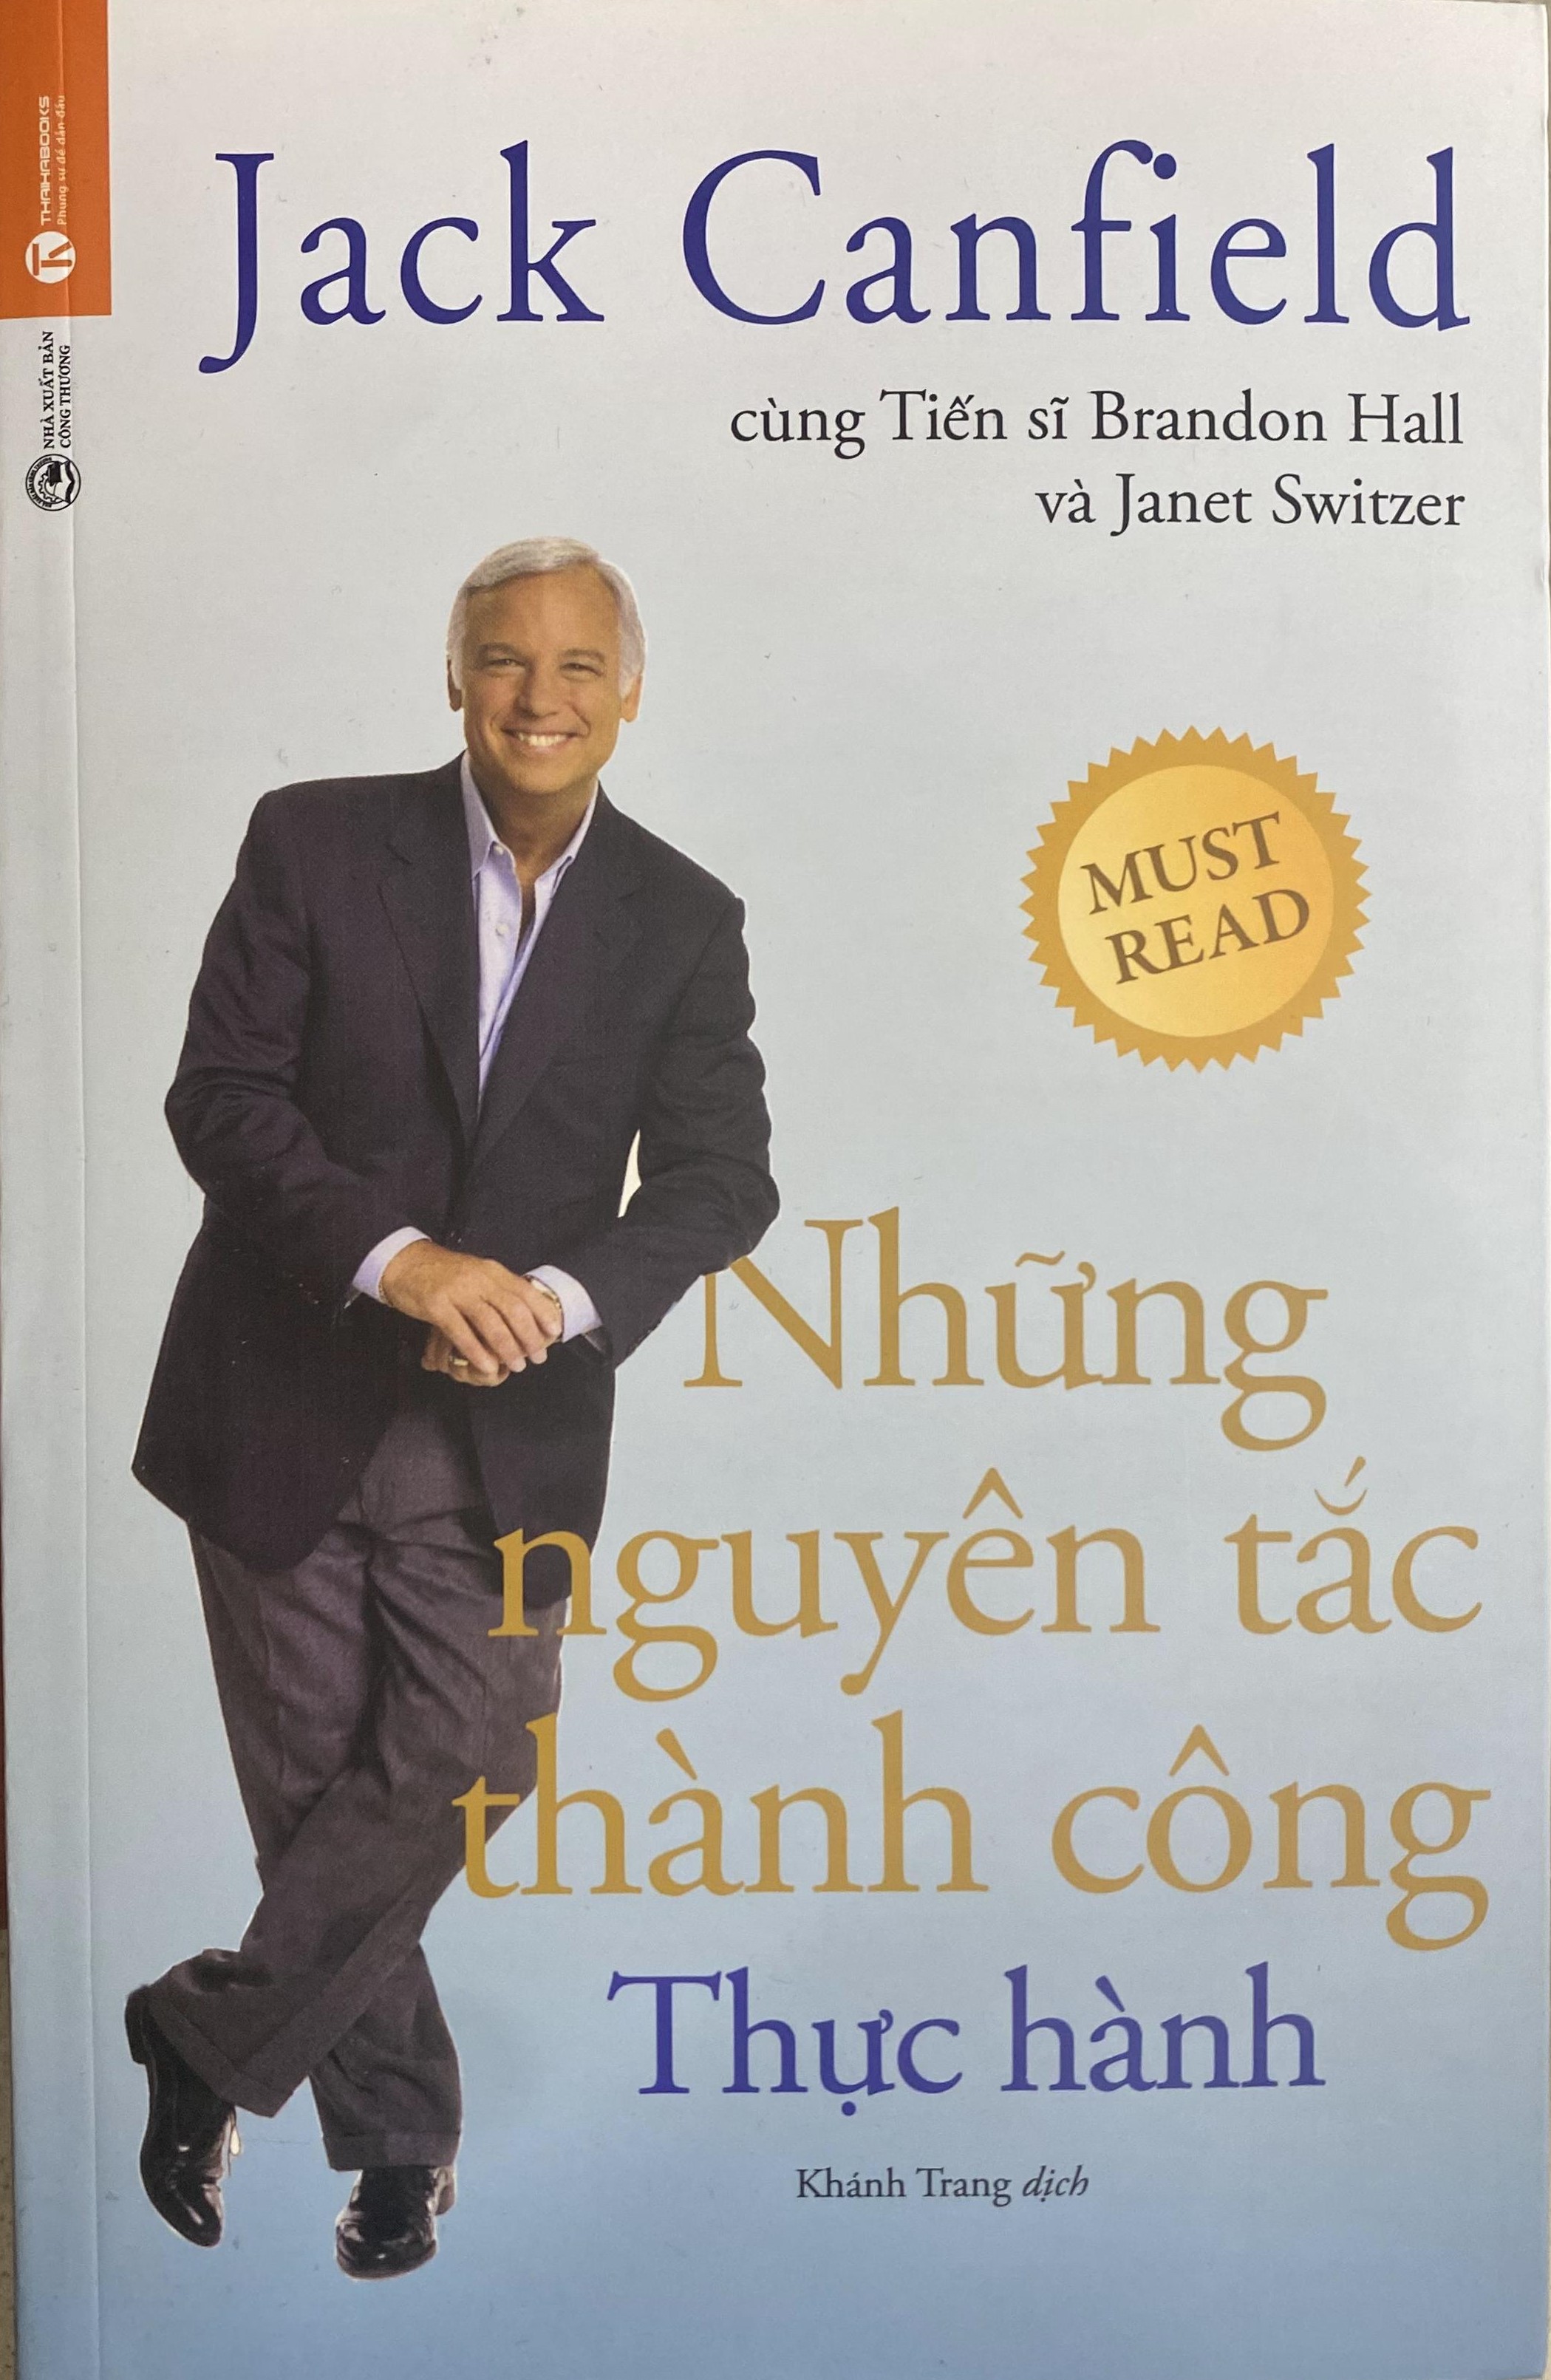 THAIHABOOKS
Phụng sự để dẫn đầu
NHÀ XUẤT BẢN
CÔNG THƯƠNG
Jack Canfield
cùng Tiến sĩ Brandon Hall
và Janet Switzer
MUST
READ
Những
nguyên tắc
thành công
Thực hành
Khánh Trang dịch